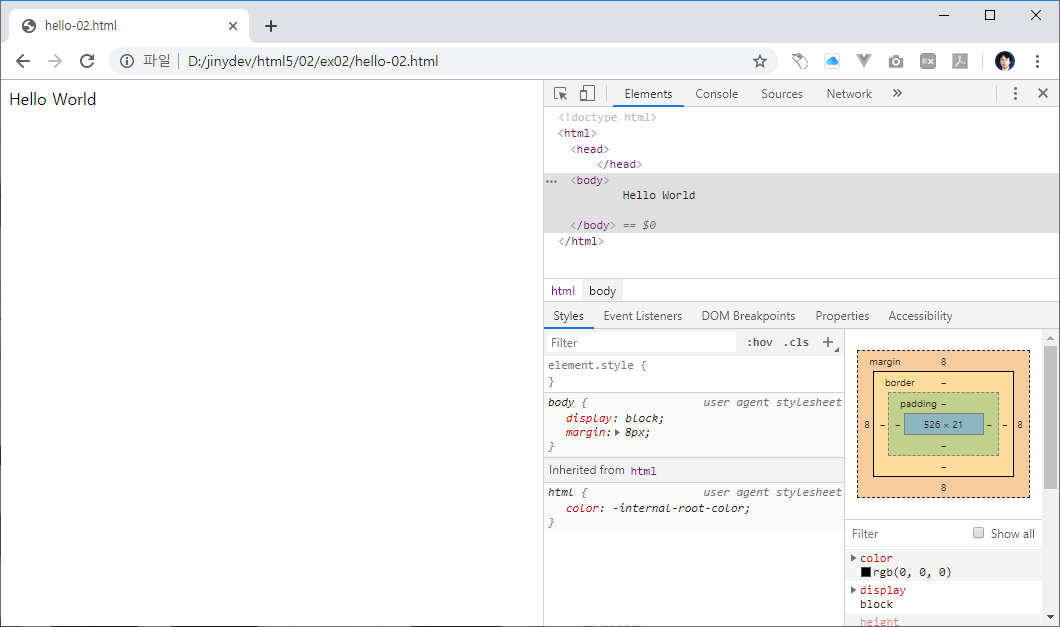 hello-02.html
파일 D:/jinydev/html5/02/ex02/hello-02.html
Hello World
Elements Console Sources Network »
<!doctype html>
<html>
<head>
</head>
··· <body>
Hello World
</body> == $0
</html>
html body
Styles Event Listeners DOM Breakpoints Properties Accessibility
Filter :hov .cls +
element.style {
}
body { user agent stylesheet
display: block;
margin: 8px;
}
Inherited from html
html { user agent stylesheet
color: -internal-root-color;
}
margin 8
border –
padding –
8 – – 526 × 21 – – 8
–
–
8
Filter Show all
color
rgb(0, 0, 0)
display
block
height